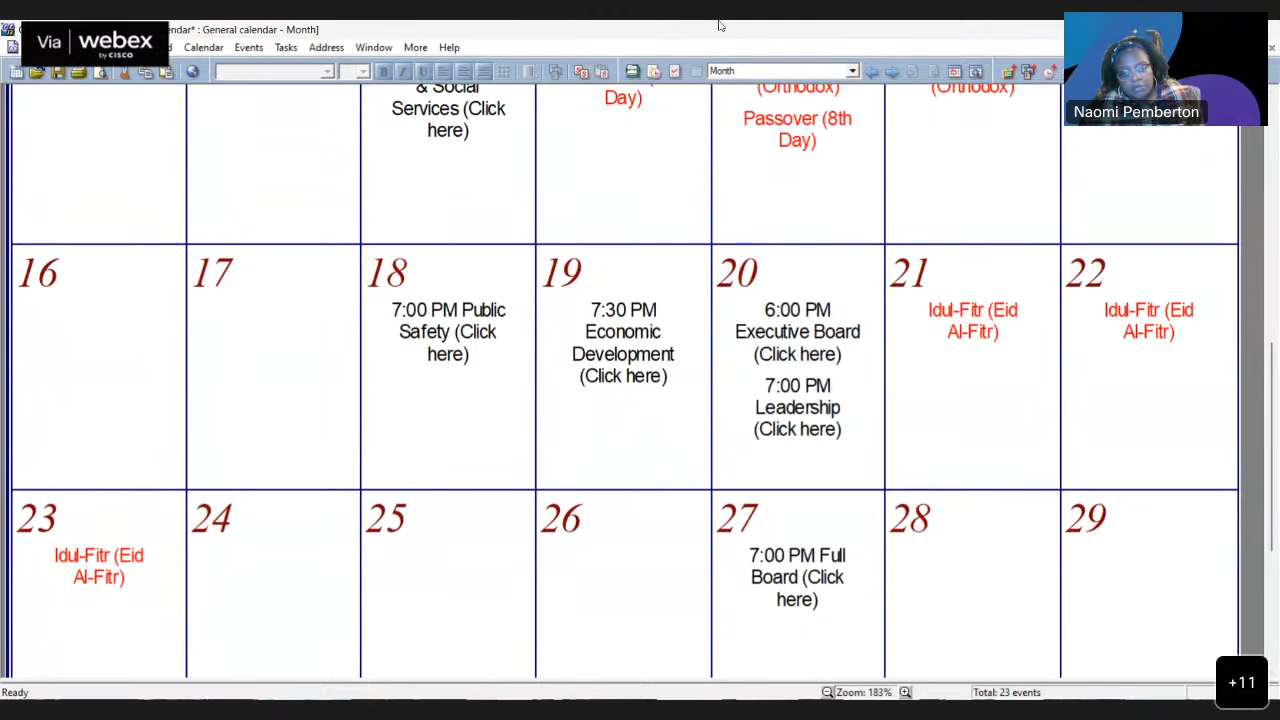 Via webex
by CISCO
endar* : General calendar - Month]
Calendar Events Tasks Address Window More Help
Month
Naomi Pemberton
& Social
Services (Click
here)
Day)
(Orthodox)
Passover (8th
Day)
(Orthodox)
16 17 18 19 20 21 22
7:00 PM Public
Safety (Click
here)
7:30 PM
Economic
Development
(Click here)
6:00 PM
Executive Board
(Click here)
7:00 PM
Leadership
(Click here)
Idul-Fitr (Eid
Al-Fitr)
Idul-Fitr (Eid
Al-Fitr)
23 24 25 26 27 28 29
Idul-Fitr (Eid
Al-Fitr)
7:00 PM Full
Board (Click
here)
Ready
Zoom: 183%
Total: 23 events
+11